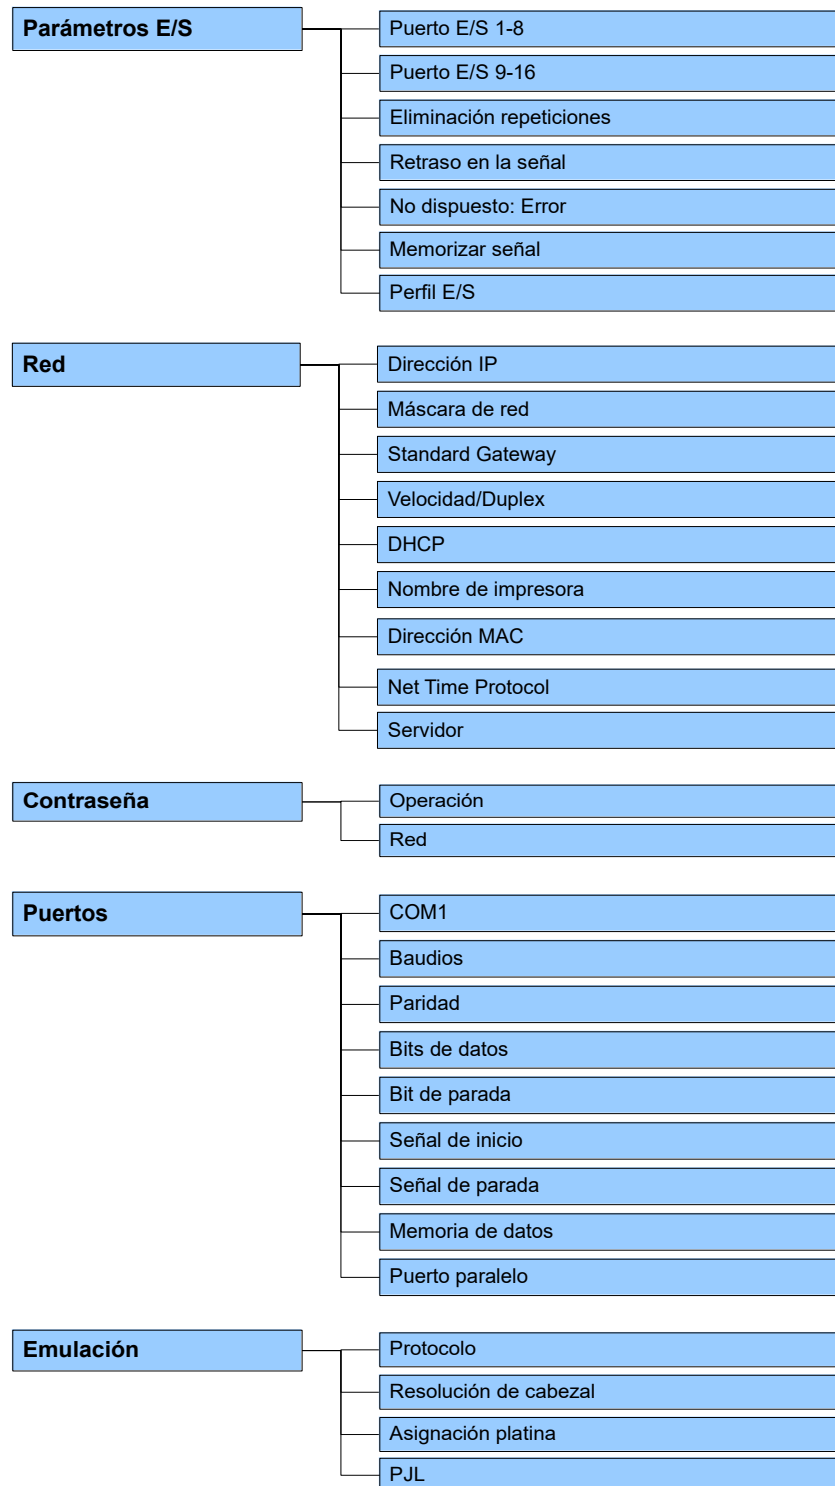 Parámetros E/S
Puerto E/S 1-8
Puerto E/S 9-16
Eliminación repeticiones
Retraso en la señal
No dispuesto: Error
Memorizar señal
Perfil E/S
Red
Dirección IP
Máscara de red
Standard Gateway
Velocidad/Duplex
DHCP
Nombre de impresora
Dirección MAC
Net Time Protocol
Servidor
Contraseña
Operación
Red
Puertos
COM1
Baudios
Paridad
Bits de datos
Bit de parada
Señal de inicio
Señal de parada
Memoria de datos
Puerto paralelo
Emulación
Protocolo
Resolución de cabezal
Asignación platina
PJL